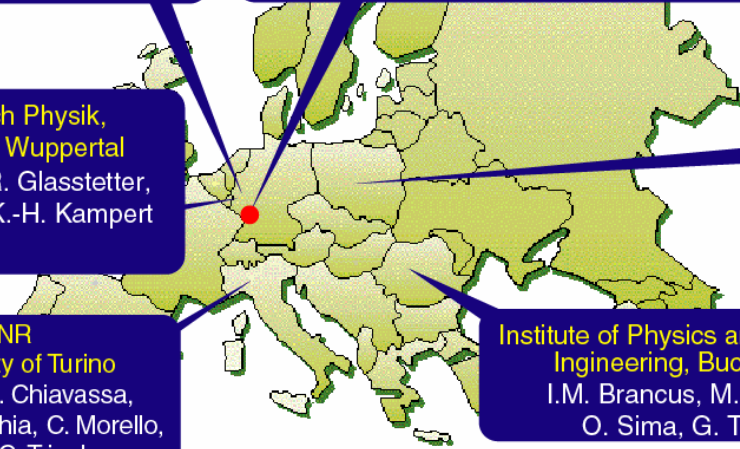 h Physik,
Wuppertal
R. Glasstetter,
K.-H. Kampert
NR
y of Turino
. Chiavassa,
hia, C. Morello,
Institute of Physics a
Ingineering, Buc
I.M. Brancus, M.
O. Sima, G. T